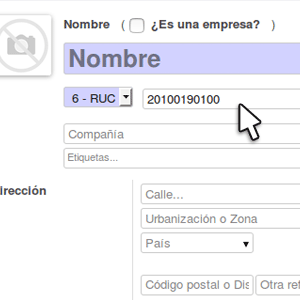 Nombre ( ¿Es una empresa? )
Nombre
6 - RUC 20100190100
Compañía
Etiquetas...
irección
Calle...
Urbanización o Zona
País
Código postal o Dis Otra ref